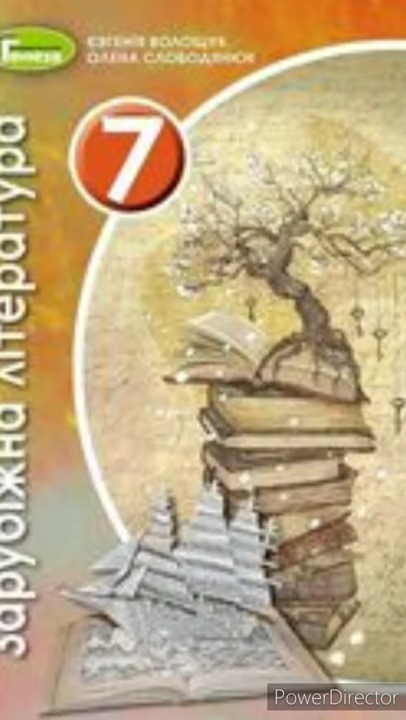 Генеза
ЄВГЕНІЯ ВОЛОЩУК
ОЛЕНА СЛОБОДЯНЮК
7
зарубіжна література
PowerDirector